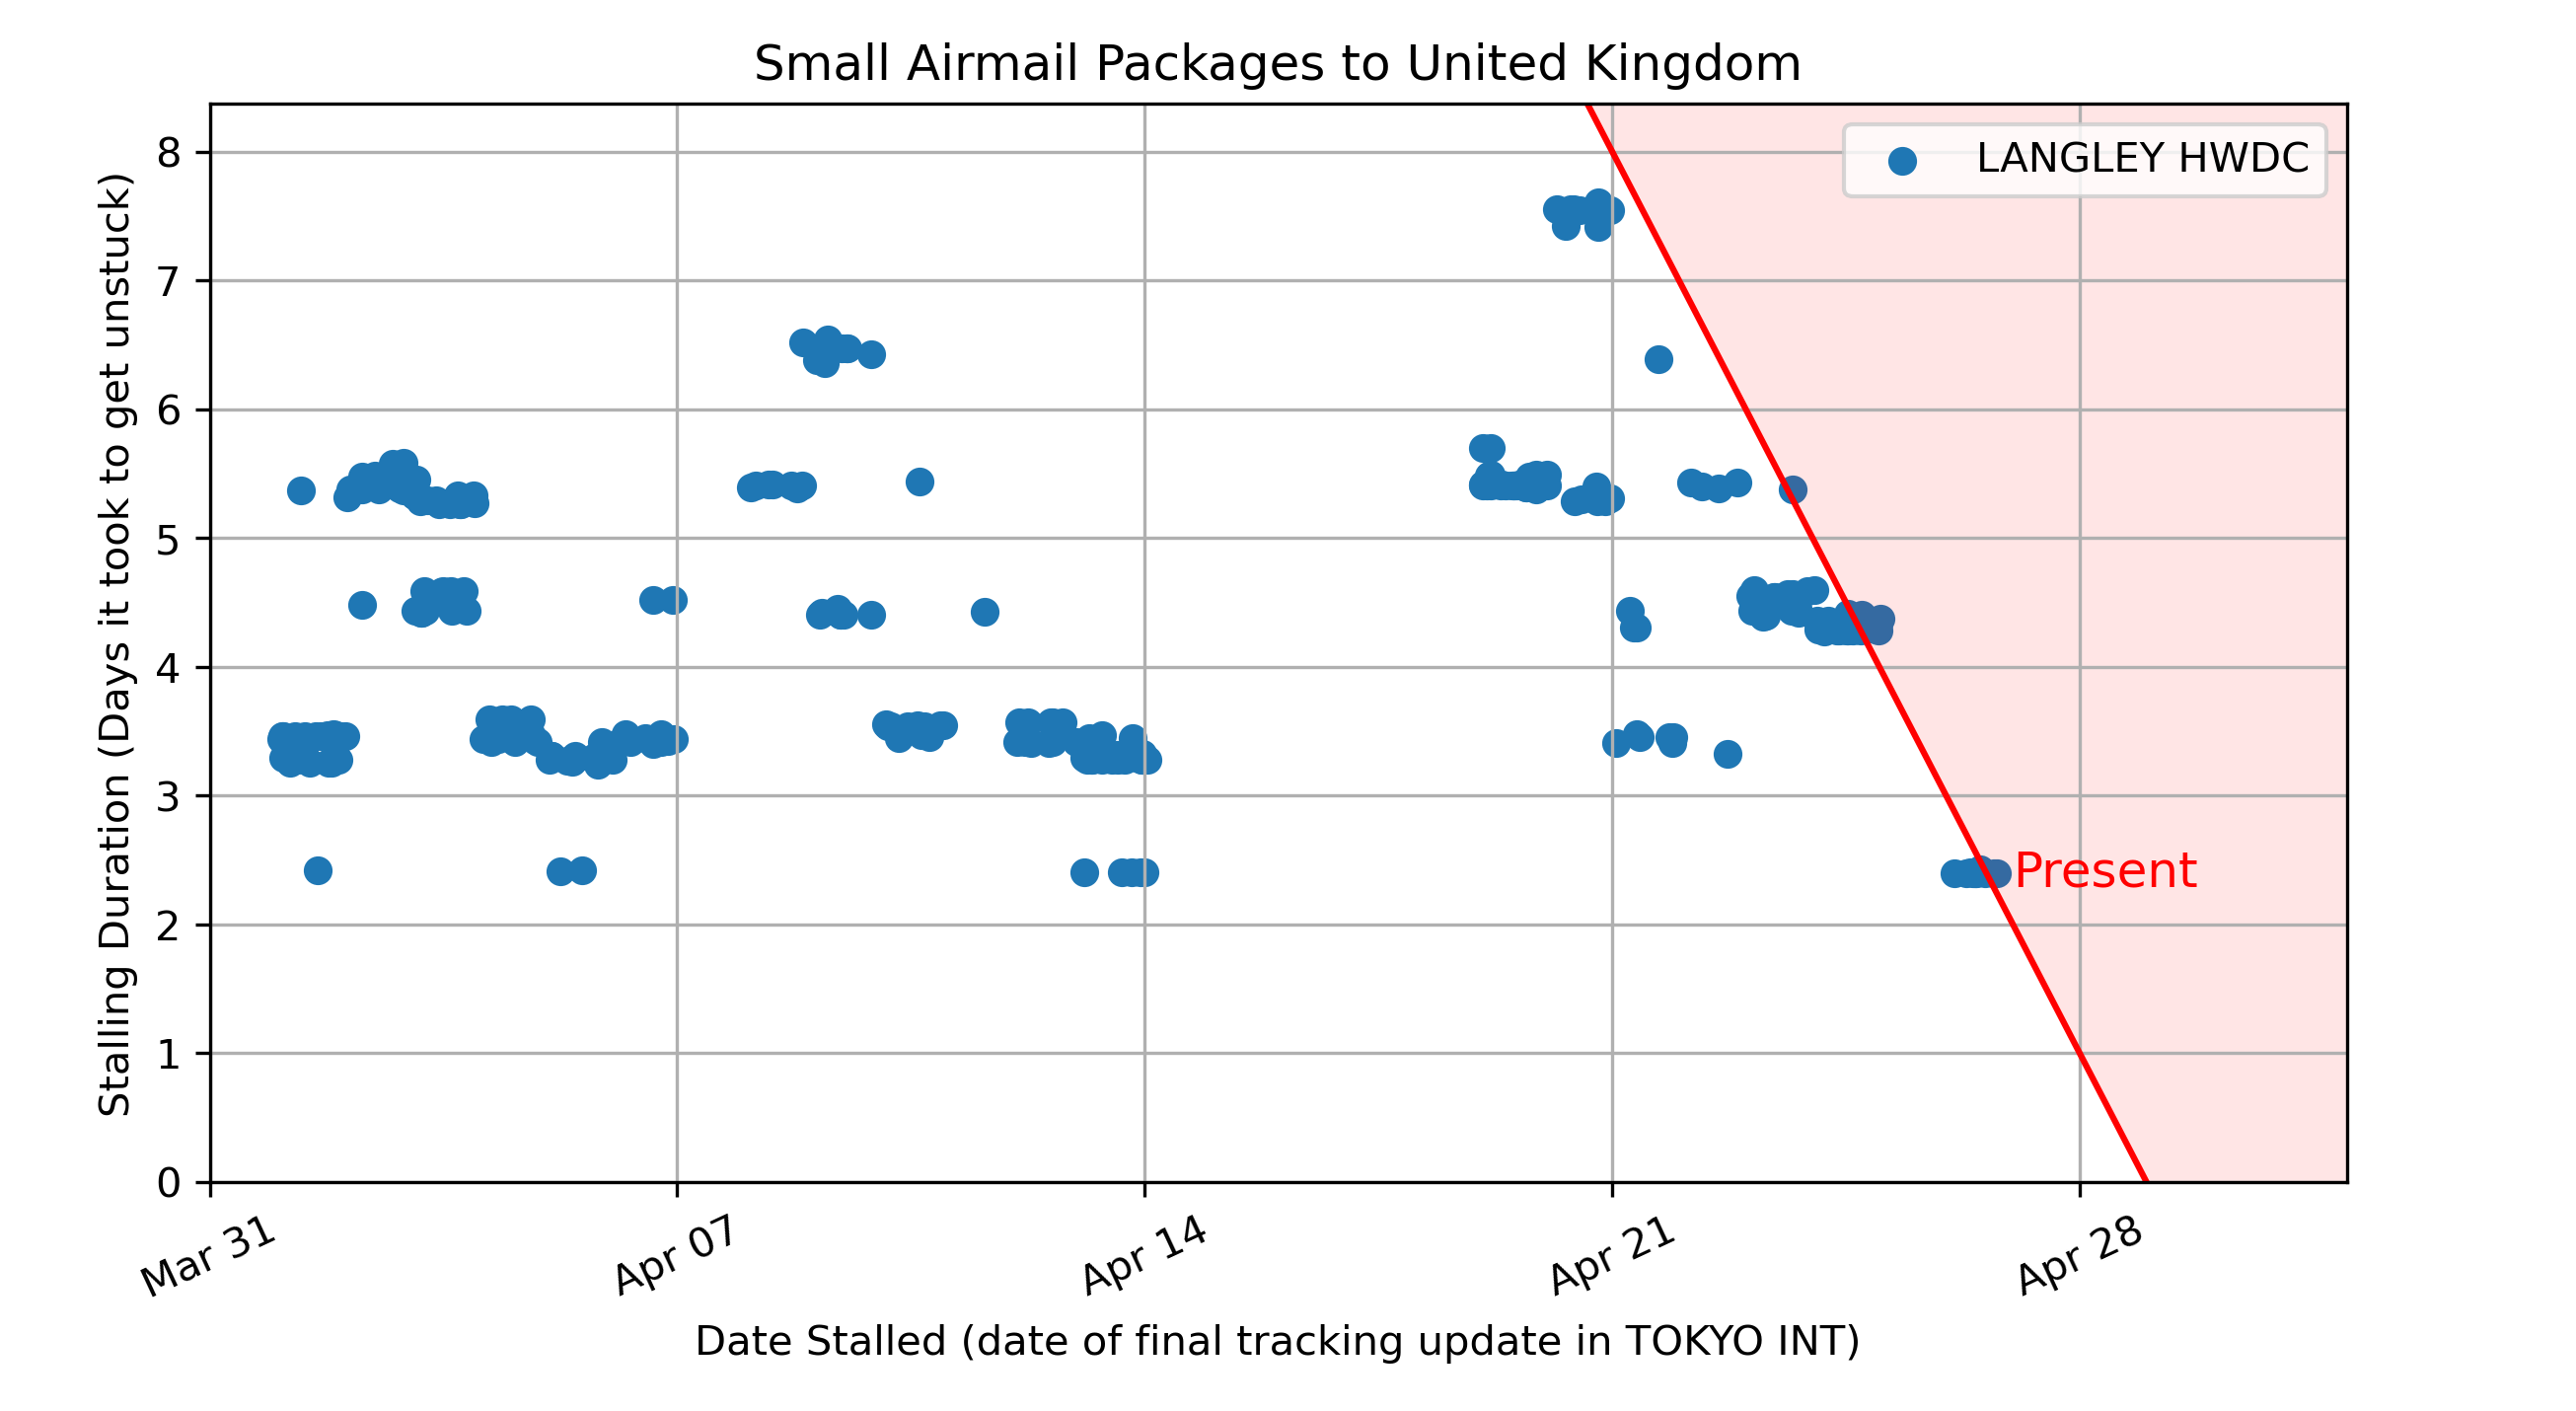 Small Airmail Packages to United Kingdom
LANGLEY HWDC
Stalling Duration (Days it took to get unstuck)
8
7
6
5
4
3
2
1
0
Present
Mar 31
Apr 07
Apr 14
Apr 21
Apr 28
Date Stalled (date of final tracking update in TOKYO INT)